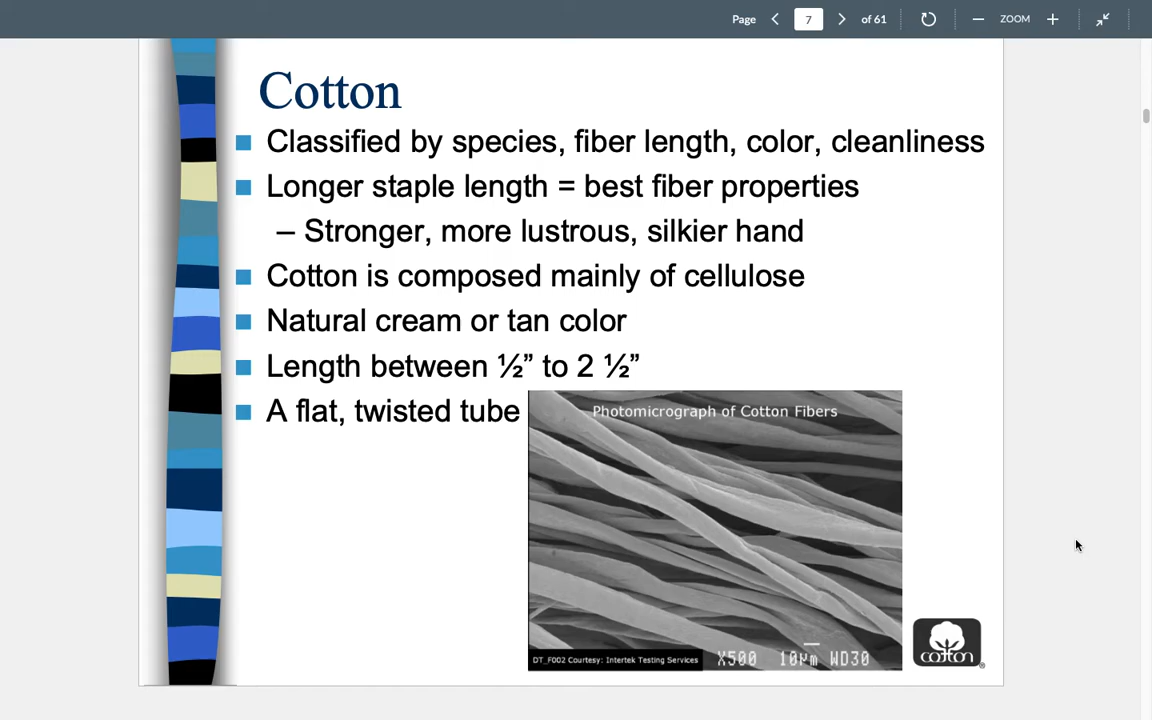 Page 7 of 61 ZOOM
Cotton
Classified by species, fiber length, color, cleanliness
Longer staple length = best fiber properties
– Stronger, more lustrous, silkier hand
Cotton is composed mainly of cellulose
Natural cream or tan color
Length between ½” to 2 ½”
A flat, twisted tube
Photomicrograph of Cotton Fibers
DT_F002 Courtesy: Intertek Testing Services X500 10µm WD30
cotton ®